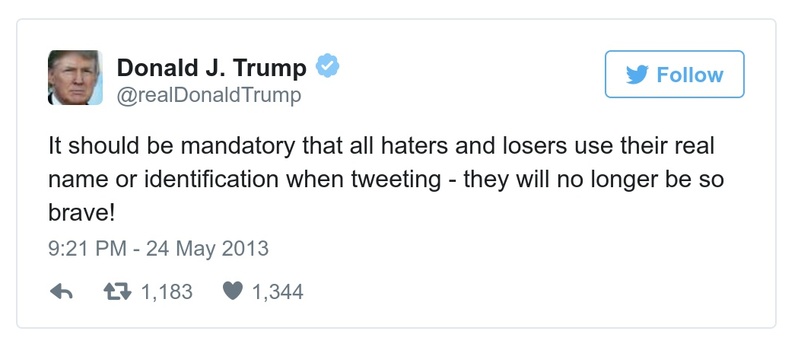 Donald J. Trump
@realDonaldTrump
Follow
It should be mandatory that all haters and losers use their real
name or identification when tweeting - they will no longer be so
brave!
9:21 PM - 24 May 2013
1,183 1,344